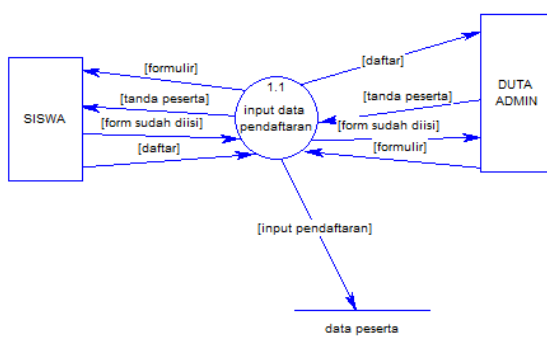 [formulir]
[tanda peserta]
SISWA
[form sudah diisi]
[daftar]
1.1
input data
pendaftaran
[daftar]
[tanda peserta]
[form sudah diisi]
[formulir]
DUTA
ADMIN
[input pendaftaran]
data peserta